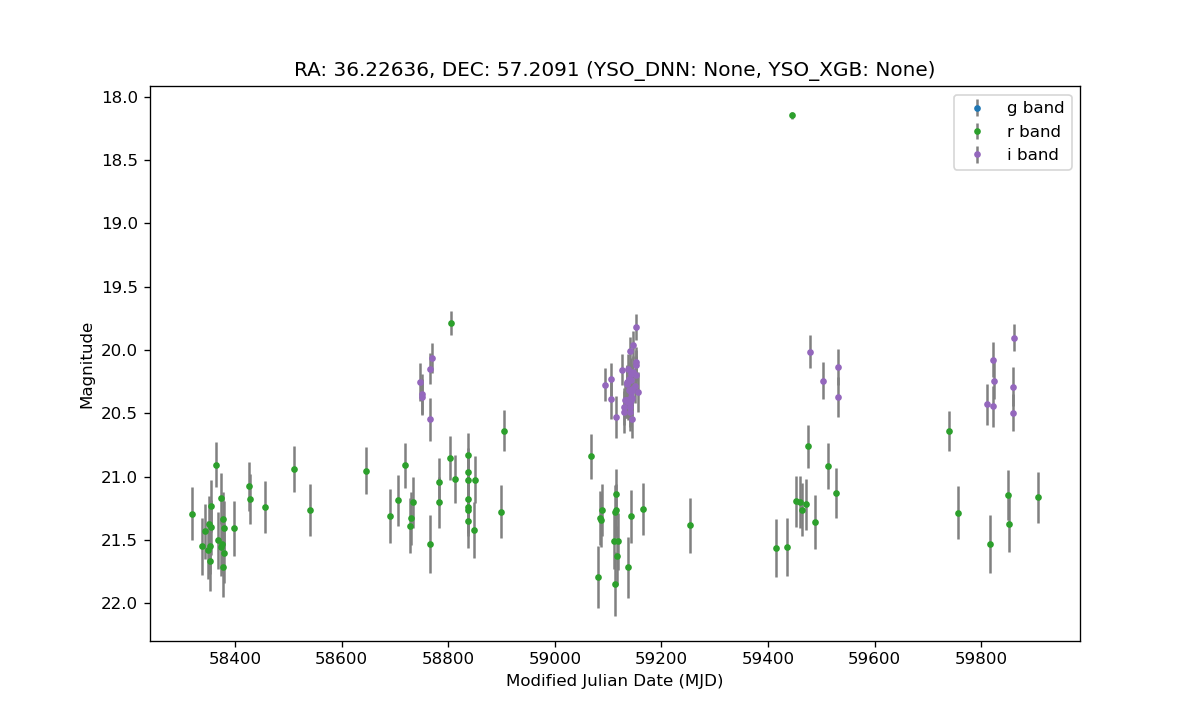 RA: 36.22636, DEC: 57.2091 (YSO_DNN: None, YSO_XGB: None)
g band
r band
i band
18.0
18.5
19.0
19.5
20.0
20.5
21.0
21.5
22.0
Magnitude
58400 58600 58800 59000 59200 59400 59600 59800
Modified Julian Date (MJD)